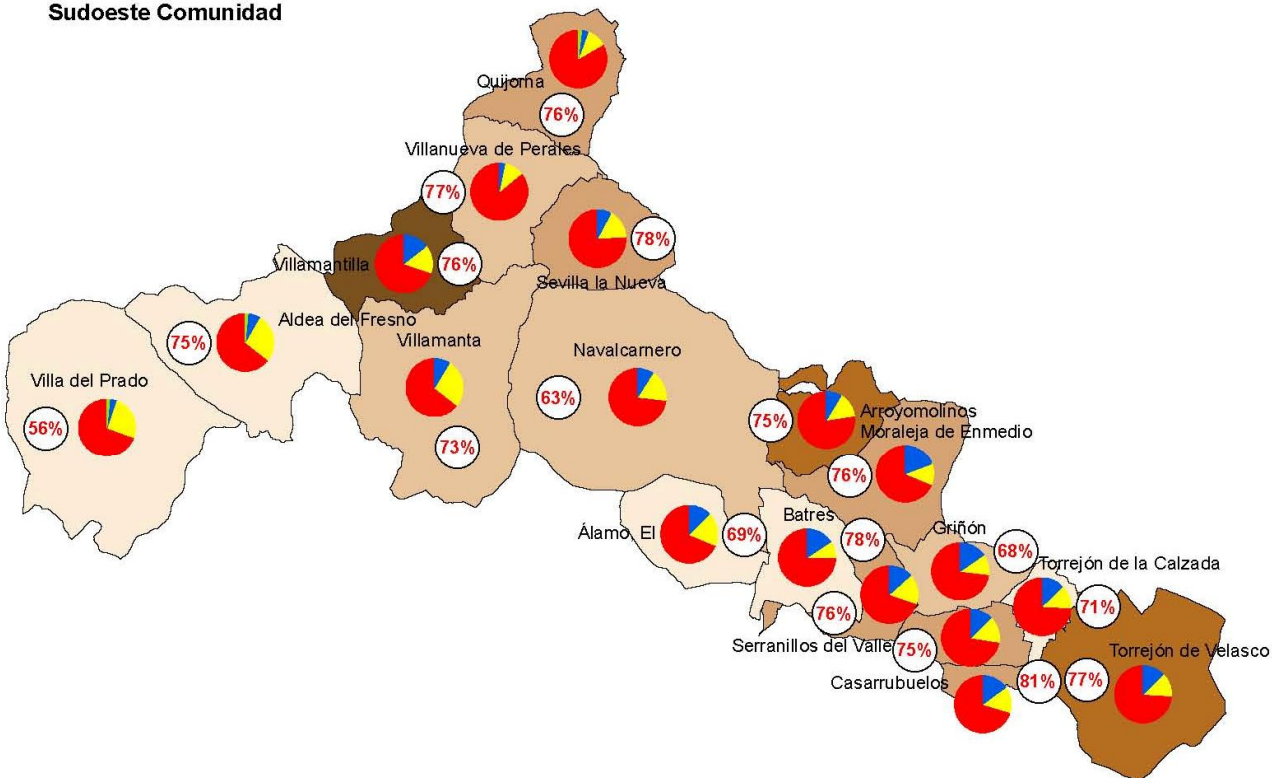 Sudoeste Comunidad
Quijorna
76%
Villanueva de Perales
77%
78%
Villamantilla
76%
Sevilla la Nueva
Aldea del Fresno
75%
Villamanta
Navalcarnero
Villa del Prado
56%
63%
73%
75%
Arroyomolinos
Moraleja de Enmedio
76%
Álamo, El
69%
Batres
78%
Griñón
68%
Torrejón de la Calzada
71%
76%
Serranillos del Valle
75%
Torrejón de Velasco
Casarrubuelos
81%
77%